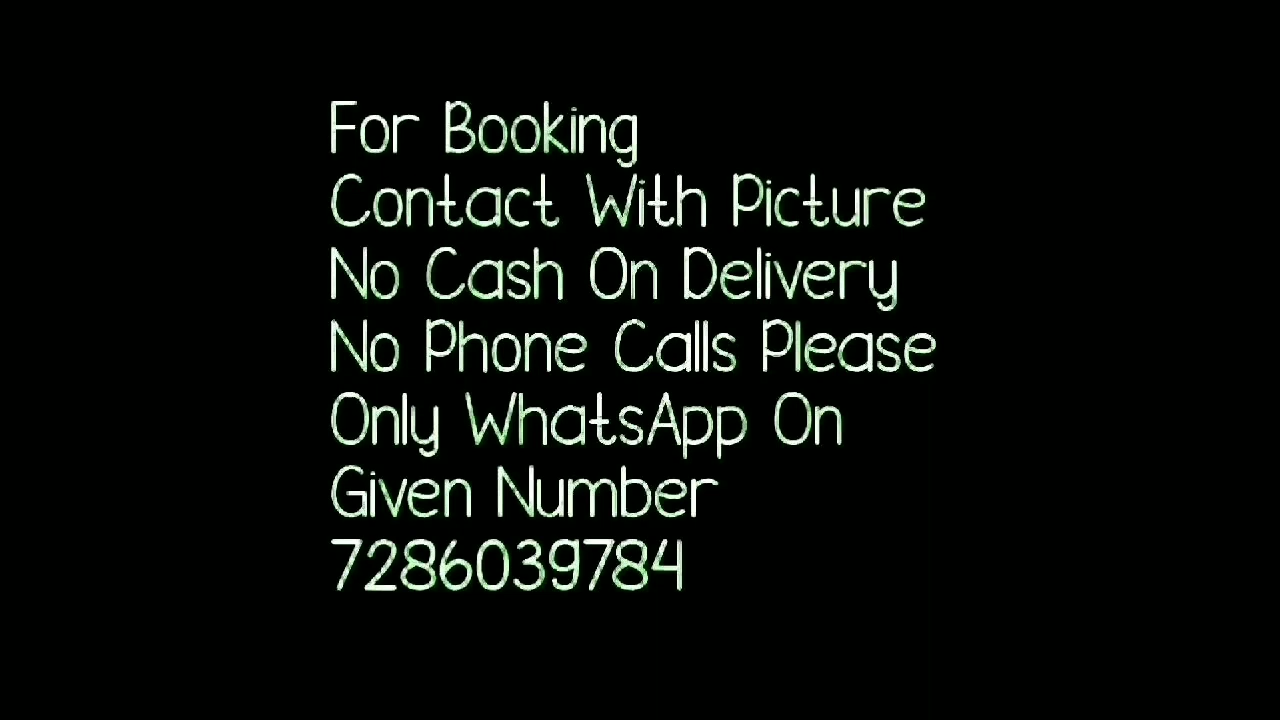 For Booking
Contact With Picture
No Cash On Delivery
No Phone Calls Please
Only WhatsApp On
Given Number
7286039784